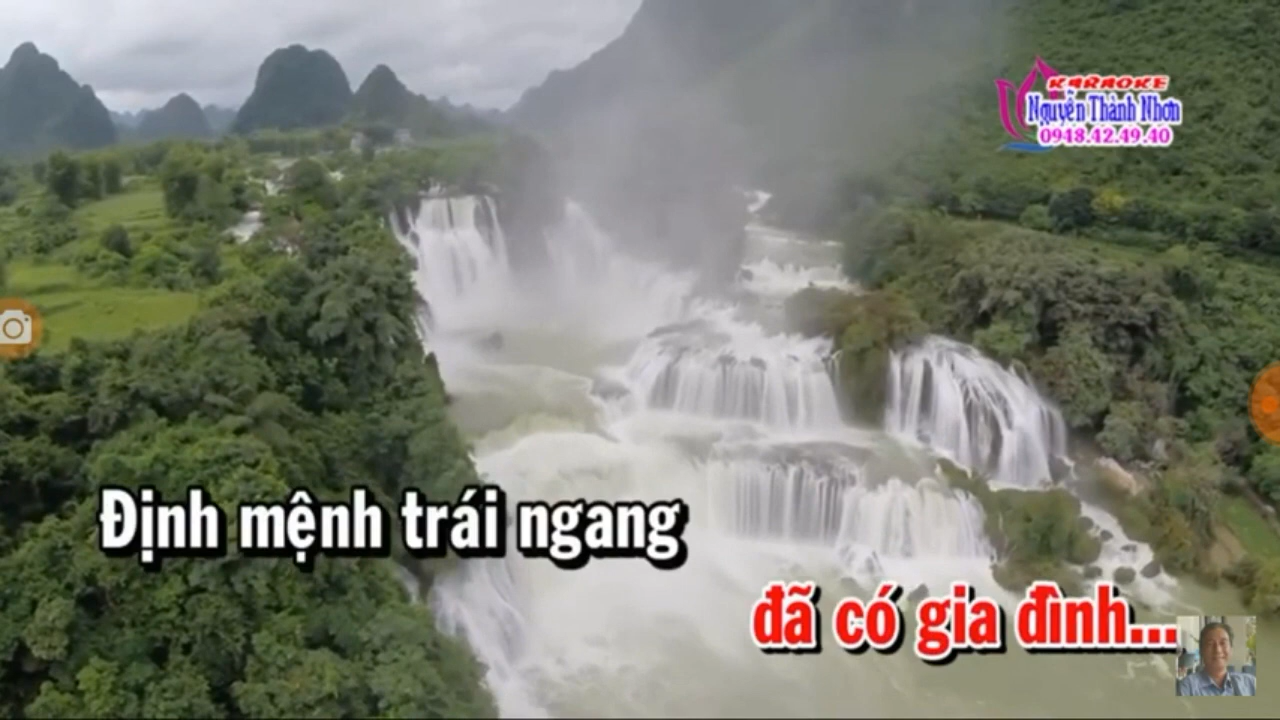 KARAOKE
Nguyễn Thành Nhơn
0948.42.49.40
Định mệnh trái ngang
đã có gia đình...